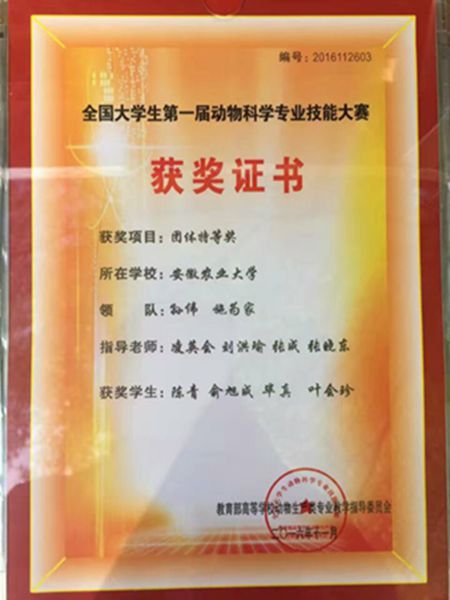 编号:2016112603
全国大学生第一届动物科学专业技能大赛
获奖证书
获奖项目:团体特等奖
所在学校:安徽农业大学
领 队:孙伟 施为家
指导老师:凌英会 刘洪瑜 张成 张晓东
获奖学生:陈青 俞旭成 毕真 叶会珍
教育部高等学校动物生产类专业教学指导委员会
二〇一六年十一月